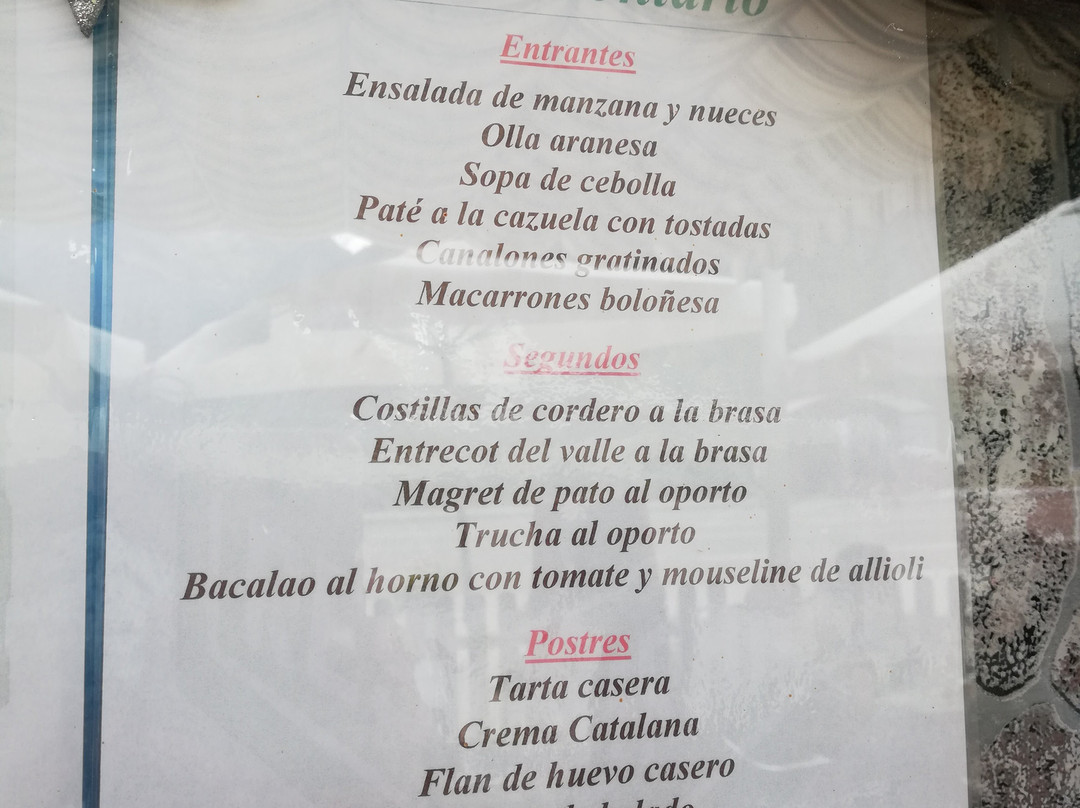 Entrantes
Ensalada de manzana y nueces
Olla aranesa
Sopa de cebolla
Paté a la cazuela con tostadas
Canalones gratinados
Macarrones boloñesa
Segundos
Costillas de cordero a la brasa
Entrecot del valle a la brasa
Magret de pato al oporto
Trucha al oporto
Bacalao al horno con tomate y mouseline de allioli
Postres
Tarta casera
Crema Catalana
Flan de huevo casero